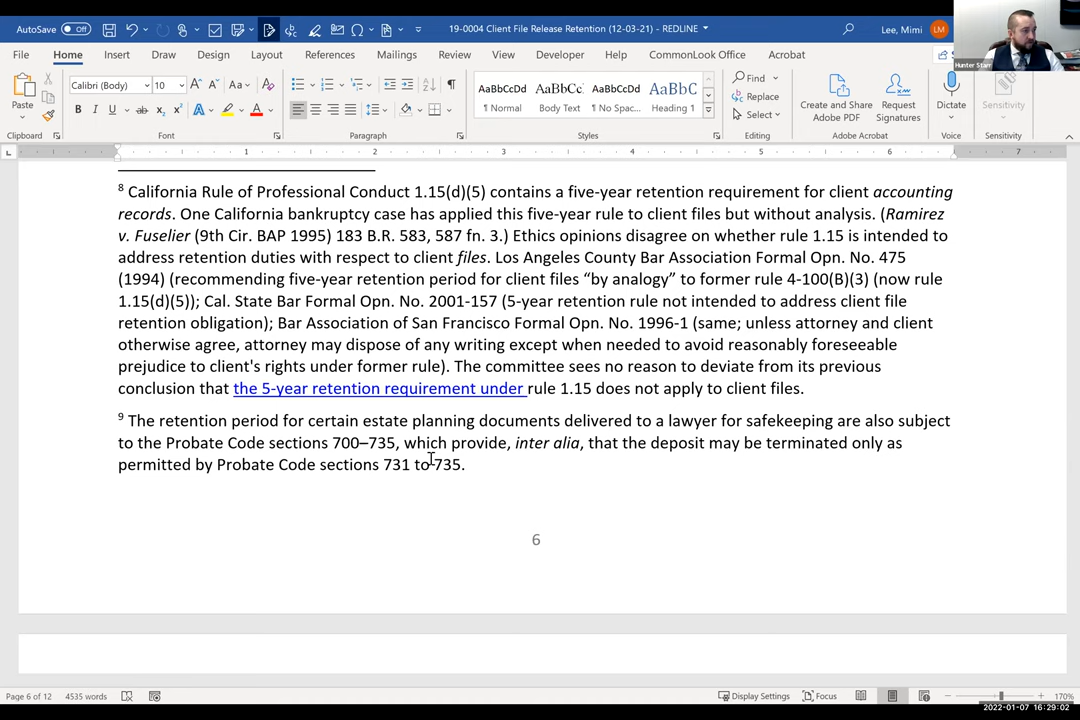 AutoSave Off 19-0004 Client File Release Retention (12-03-21) - REDLINE Lee, Mimi LM
Hunter Starr
File Home Insert Draw Design Layout References Mailings Review View Developer Help CommonLook Office Acrobat
Calibri (Body) 10 Find
Paste AaBbCcDd AaBbCc AaBbCcDd AaBbC Replace Create and Share Request Dictate Sensitivity
Normal Body Text No Spac... Heading 1 Select Adobe PDF Signatures
Clipboard Font Paragraph Styles Editing Adobe Acrobat Voice Sensitivity
1 2 3 4 5 6 7
8 California Rule of Professional Conduct 1.15(d)(5) contains a five-year retention requirement for client accounting
records. One California bankruptcy case has applied this five-year rule to client files but without analysis. (Ramirez
v. Fuselier (9th Cir. BAP 1995) 183 B.R. 583, 587 fn. 3.) Ethics opinions disagree on whether rule 1.15 is intended to
address retention duties with respect to client files. Los Angeles County Bar Association Formal Opn. No. 475
(1994) (recommending five-year retention period for client files “by analogy” to former rule 4-100(B)(3) (now rule
1.15(d)(5)); Cal. State Bar Formal Opn. No. 2001-157 (5-year retention rule not intended to address client file
retention obligation); Bar Association of San Francisco Formal Opn. No. 1996-1 (same; unless attorney and client
otherwise agree, attorney may dispose of any writing except when needed to avoid reasonably foreseeable
prejudice to client's rights under former rule). The committee sees no reason to deviate from its previous
conclusion that the 5-year retention requirement under rule 1.15 does not apply to client files.
9 The retention period for certain estate planning documents delivered to a lawyer for safekeeping are also subject
to the Probate Code sections 700–735, which provide, inter alia, that the deposit may be terminated only as
permitted by Probate Code sections 731 to 735.
6
Page 6 of 12 4535 words Display Settings Focus 170%
2022-01-07 16:29:02